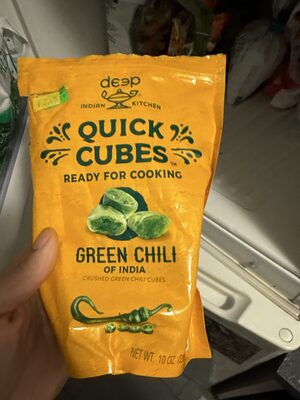 deep
INDIAN KITCHEN
QUICK
CUBES™
READY FOR COOKING
GREEN CHILI
OF INDIA
CRUSHED GREEN CHILI CUBES
NET WT. 10 OZ